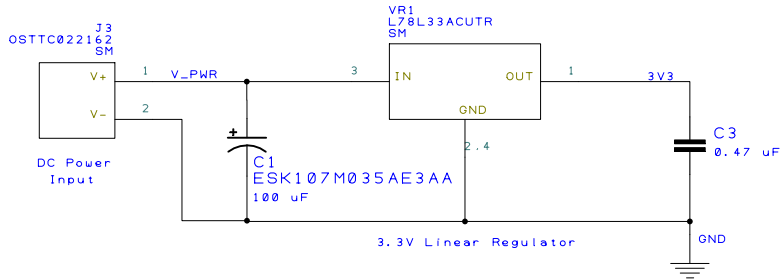 VR1
L78L33ACUTR
SM
J3
OSTTC022162
SM
V+ 1 V_PWR 3 IN OUT 1 3V3
V- 2
GND
2.4
C1
ESK107M035AE3AA
100 uF
C3
0.47 uF
DC Power
Input
3.3V Linear Regulator
GND